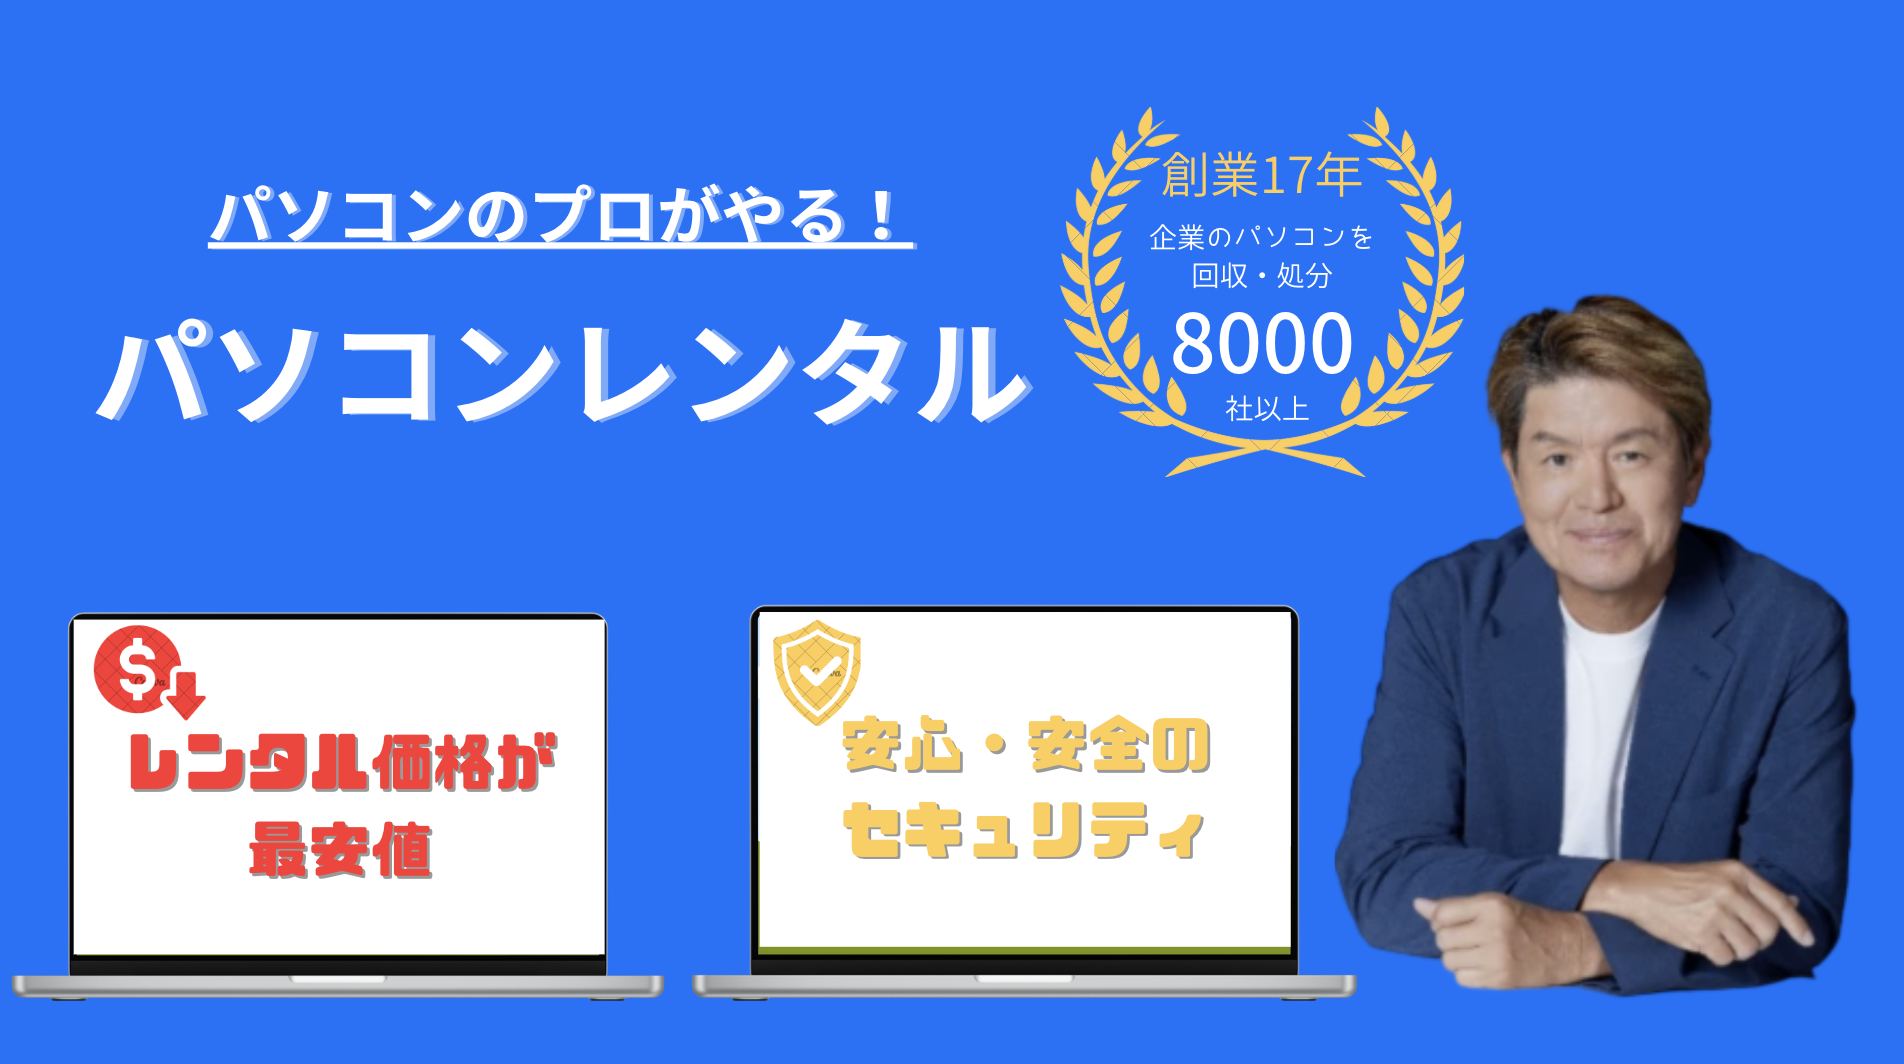 パソコンのプロがやる！
パソコンレンタル
創業17年
企業のパソコンを
回収・処分
8000
社以上
レンタル価格が
最安値
安心・安全の
セキュリティ